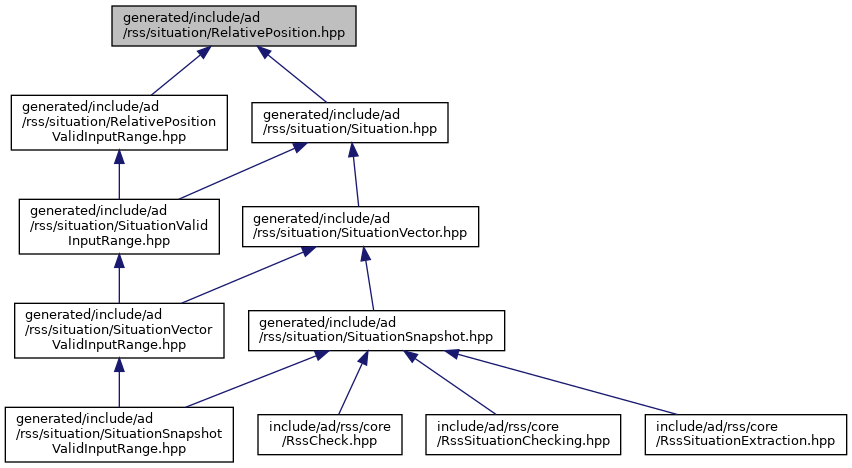 generated/include/ad
/rss/situation/RelativePosition.hpp
generated/include/ad
/rss/situation/RelativePosition
ValidInputRange.hpp
generated/include/ad
/rss/situation/Situation.hpp
generated/include/ad
/rss/situation/SituationValid
InputRange.hpp
generated/include/ad
/rss/situation/SituationVector.hpp
generated/include/ad
/rss/situation/SituationVector
ValidInputRange.hpp
generated/include/ad
/rss/situation/SituationSnapshot.hpp
generated/include/ad
/rss/situation/SituationSnapshot
ValidInputRange.hpp
include/ad/rss/core
/RssCheck.hpp
include/ad/rss/core
/RssSituationChecking.hpp
include/ad/rss/core
/RssSituationExtraction.hpp